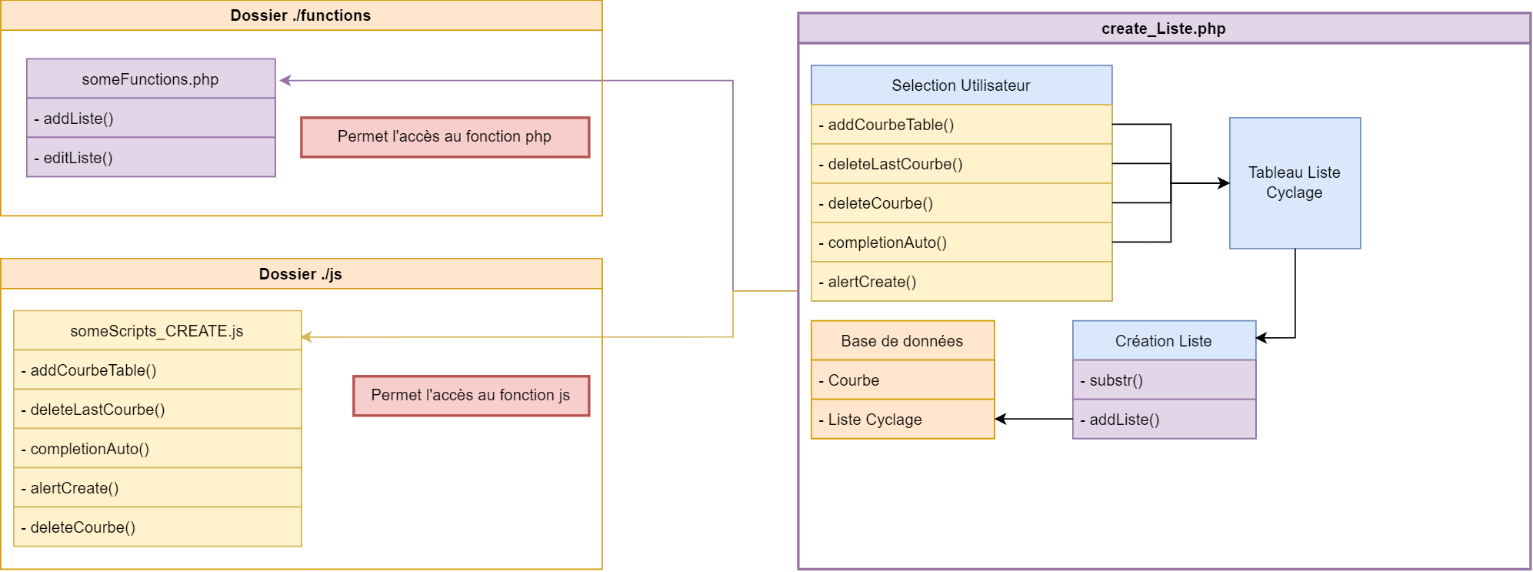 Dossier ./functions
someFunctions.php
- addListe()
- editListe()
Permet l'accès au fonction php
Dossier ./js
someScripts_CREATE.js
- addCourbeTable()
- deleteLastCourbe()
- completionAuto()
- alertCreate()
- deleteCourbe()
Permet l'accès au fonction js
create_Liste.php
Selection Utilisateur
- addCourbeTable()
- deleteLastCourbe()
- deleteCourbe()
- completionAuto()
- alertCreate()
Tableau Liste
Cyclage
Base de données
- Courbe
- Liste Cyclage
Création Liste
- substr()
- addListe()